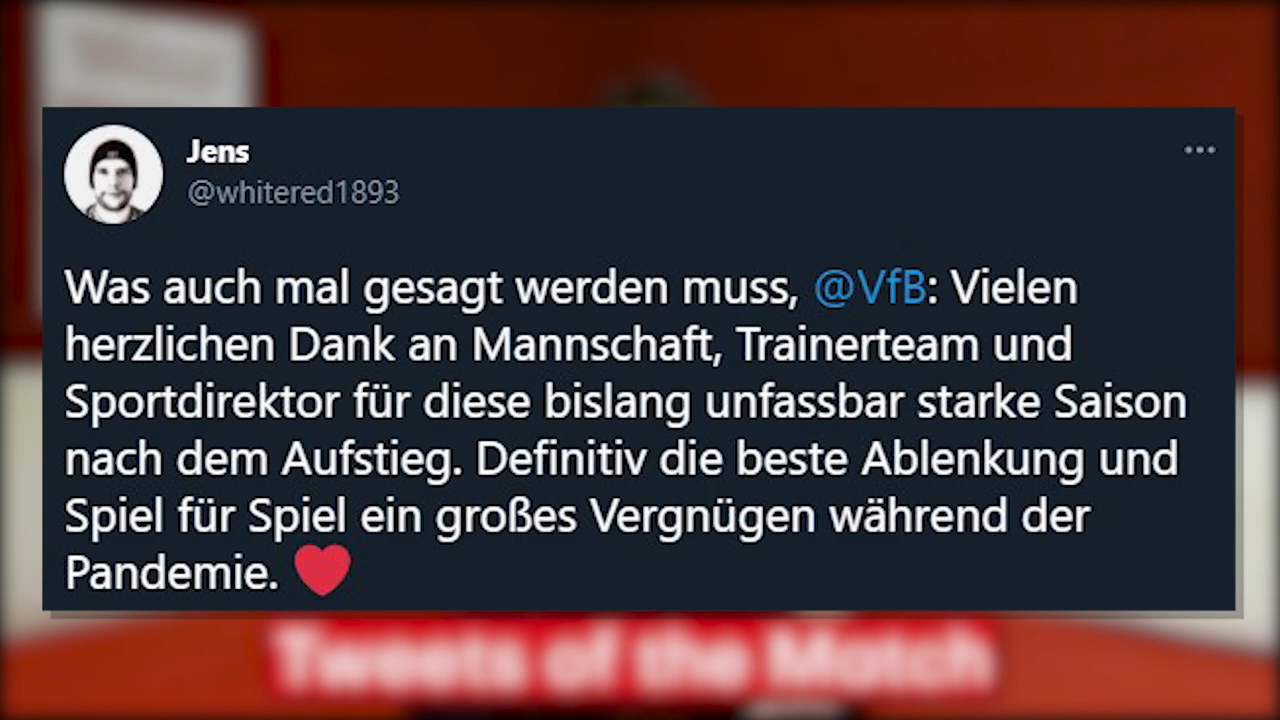 Jens
@whitered1893
Was auch mal gesagt werden muss, @VfB: Vielen
herzlichen Dank an Mannschaft, Trainerteam und
Sportdirektor für diese bislang unfassbar starke Saison
nach dem Aufstieg. Definitiv die beste Ablenkung und
Spiel für Spiel ein großes Vergnügen während der
Pandemie. ❤️
Tweets of the Match